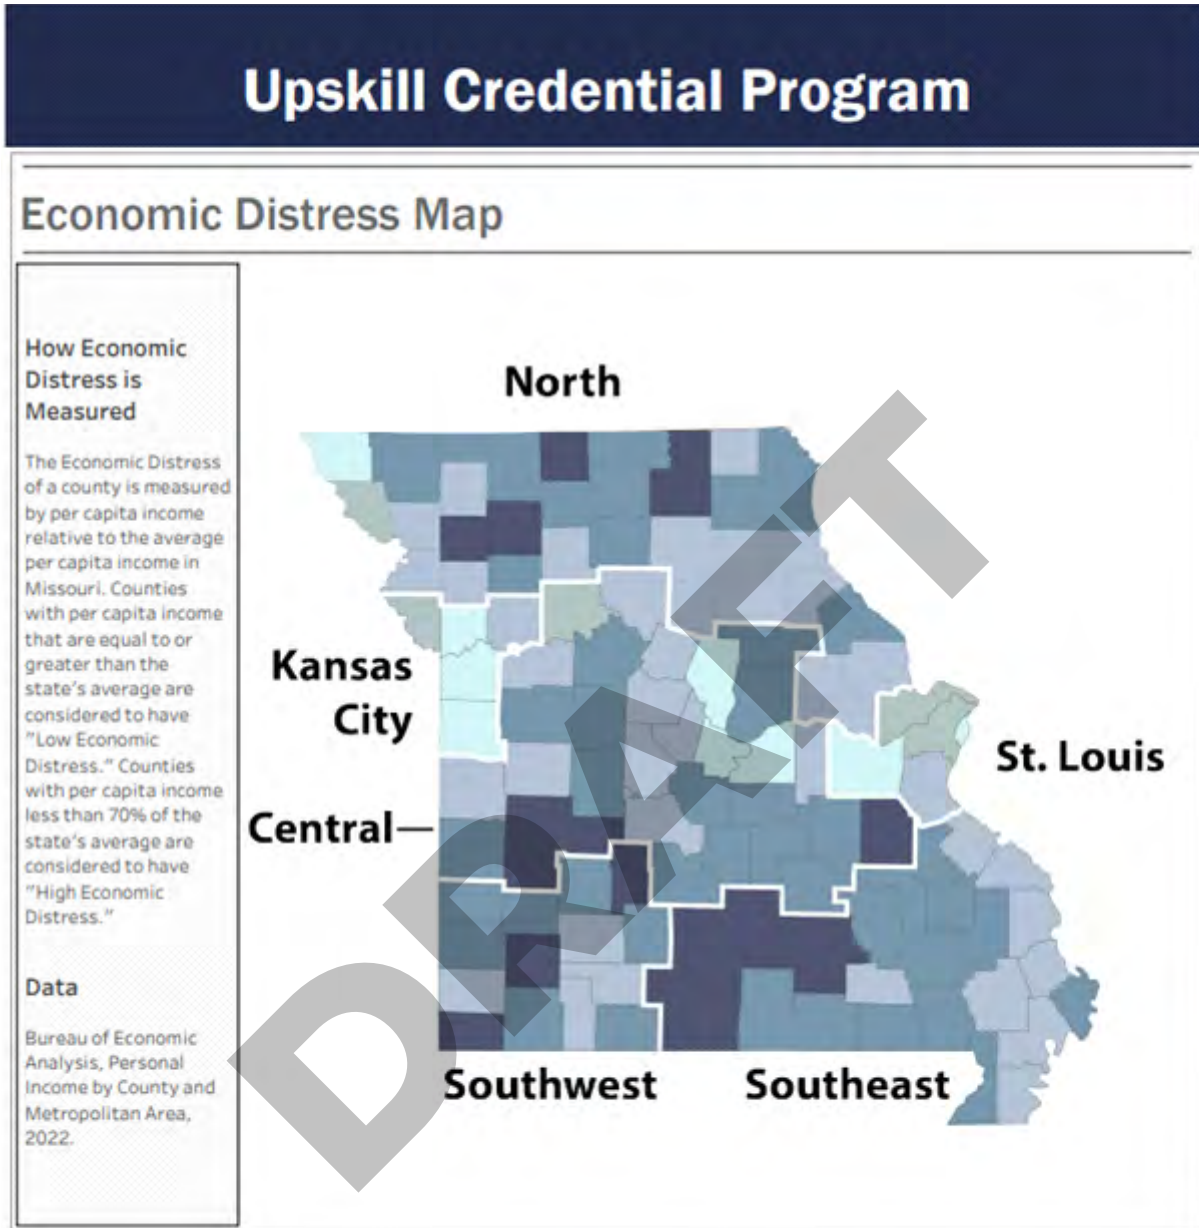 Upskill Credential Program
Economic Distress Map
How Economic
Distress is
Measured
The Economic Distress
of a county is measured
by per capita income
relative to the average
per capita income in
Missouri. Counties
with per capita income
that are equal to or
greater than the
state's average are
considered to have
"Low Economic
Distress." Counties
with per capita income
less than 70% of the
state's average are
considered to have
"High Economic
Distress."
Data
Bureau of Economic
Analysis, Personal
Income by County and
Metropolitan Area,
2022.
North
Kansas
City
St. Louis
Central
Southwest
Southeast
DRAFT